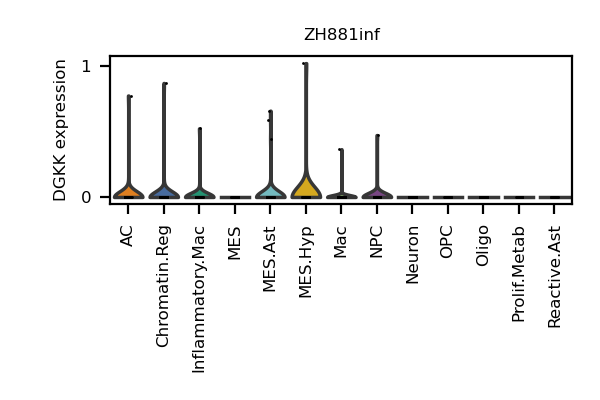 ZH881inf
DGKK expression
1
0
AC
Chromatin.Reg
Inflammatory.Mac
MES
MES.Ast
MES.Hyp
Mac
NPC
Neuron
OPC
Oligo
Prolif.Metab
Reactive.Ast